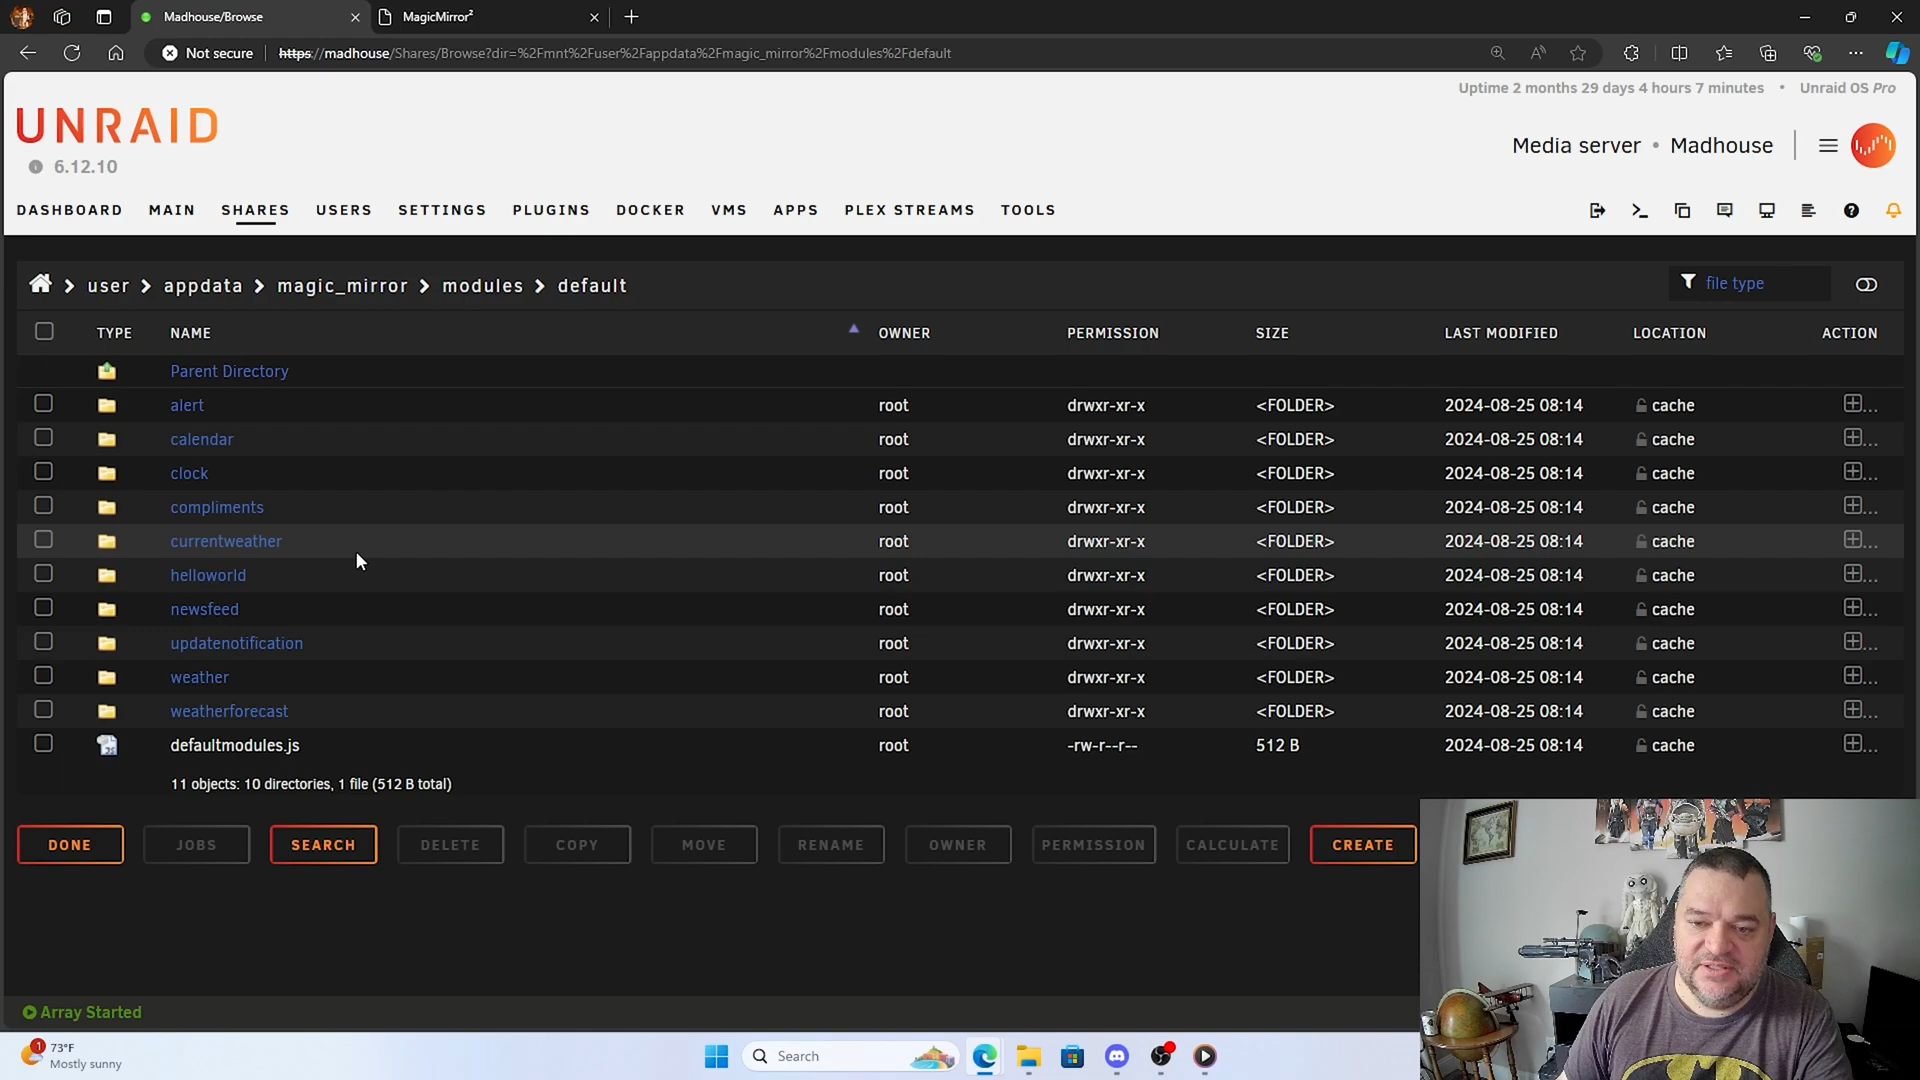 Madhouse/Browse
MagicMirror²
Not secure
https://madhouse/Shares/Browse?dir=%2Fmnt%2Fuser%2Fappdata%2Fmagic_mirror%2Fmodules%2Fdefault
Uptime 2 months 29 days 4 hours 7 minutes • Unraid OS Pro
UNRAID
6.12.10
Media server • Madhouse
DASHBOARD MAIN SHARES USERS SETTINGS PLUGINS DOCKER VMS APPS PLEX STREAMS TOOLS
user > appdata > magic_mirror > modules > default
file type
TYPE NAME OWNER PERMISSION SIZE LAST MODIFIED LOCATION ACTION
Parent Directory
alert root drwxr-xr-x <FOLDER> 2024-08-25 08:14 cache ...
calendar root drwxr-xr-x <FOLDER> 2024-08-25 08:14 cache ...
clock root drwxr-xr-x <FOLDER> 2024-08-25 08:14 cache ...
compliments root drwxr-xr-x <FOLDER> 2024-08-25 08:14 cache ...
currentweather root drwxr-xr-x <FOLDER> 2024-08-25 08:14 cache ...
helloworld root drwxr-xr-x <FOLDER> 2024-08-25 08:14 cache ...
newsfeed root drwxr-xr-x <FOLDER> 2024-08-25 08:14 cache ...
updatenotification root drwxr-xr-x <FOLDER> 2024-08-25 08:14 cache ...
weather root drwxr-xr-x <FOLDER> 2024-08-25 08:14 cache ...
weatherforecast root drwxr-xr-x <FOLDER> 2024-08-25 08:14 cache ...
defaultmodules.js root -rw-r--r-- 512 B 2024-08-25 08:14 cache ...
11 objects: 10 directories, 1 file (512 B total)
DONE JOBS SEARCH DELETE COPY MOVE RENAME OWNER PERMISSION CALCULATE CREATE
Array Started
1
73°F
Mostly sunny
Search